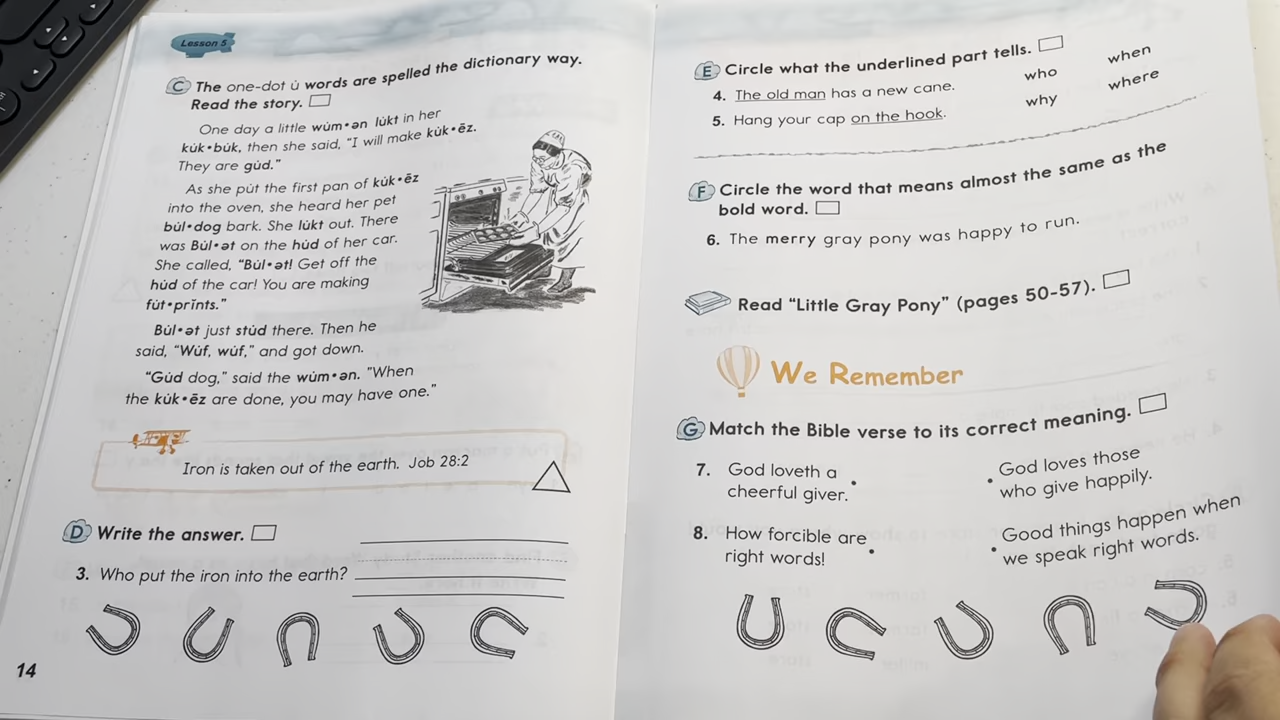 Lesson 5
C The one-dot u̇ words are spelled the dictionary way.
Read the story.
One day a little wu̇m•ən lu̇kt in her
ku̇k•bu̇k, then she said, "I will make ku̇k•ēz.
They are gu̇d."
As she pu̇t the first pan of ku̇k•ēz
into the oven, she heard her pet
bu̇l•dog bark. She lu̇kt out. There
was Bu̇l•ət on the hu̇d of her car.
She called, "Bu̇l•ət! Get off the
hu̇d of the car! You are making
fu̇t•prĭnts."
Bu̇l•ət just stu̇d there. Then he
said, "Wu̇f, wu̇f," and got down.
"Gu̇d dog," said the wu̇m•ən. "When
the ku̇k•ēz are done, you may have one."
Iron is taken out of the earth. Job 28:2
D Write the answer.
3. Who put the iron into the earth?
14
E Circle what the underlined part tells.
4. The old man has a new cane. who when
5. Hang your cap on the hook. why where
F Circle the word that means almost the same as the
bold word.
6. The merry gray pony was happy to run.
Read "Little Gray Pony" (pages 50-57).
We Remember
G Match the Bible verse to its correct meaning.
7. God loveth a
cheerful giver.
God loves those
who give happily.
8. How forcible are
right words!
Good things happen when
we speak right words.